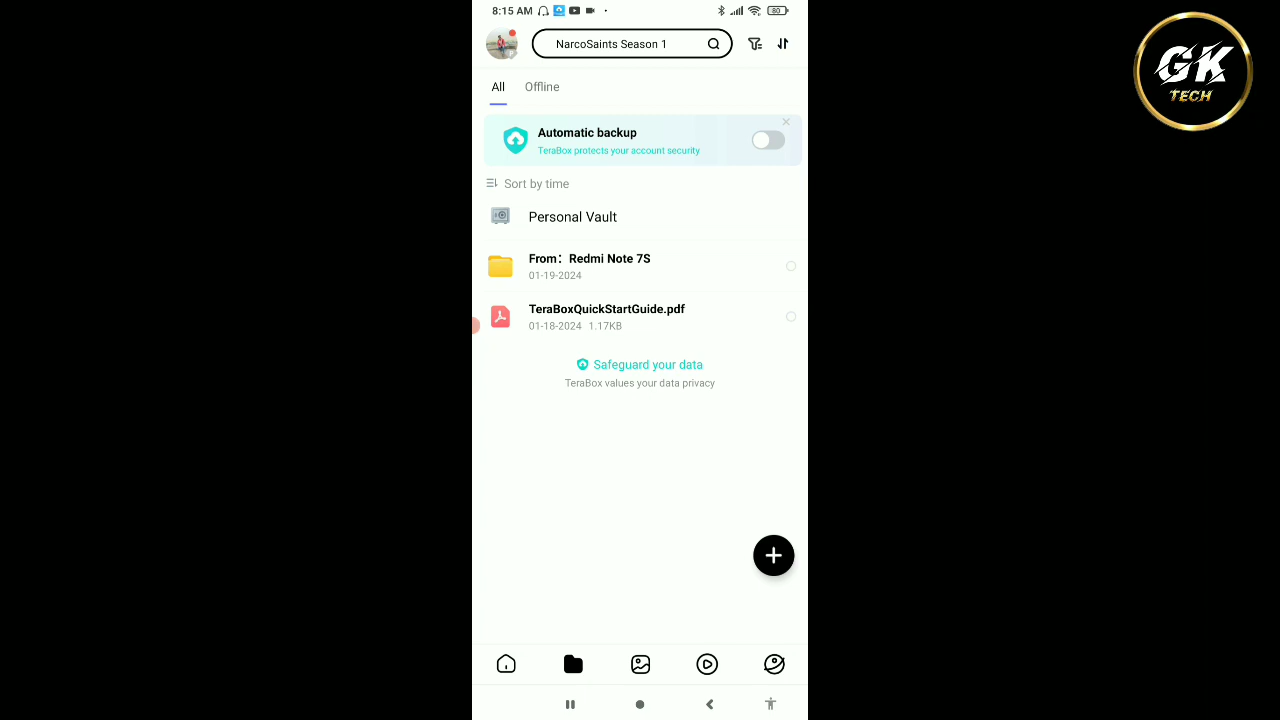 8:15 AM
80
NarcoSaints Season 1
All
Offline
Automatic backup
TeraBox protects your account security
Sort by time
Personal Vault
From： Redmi Note 7S
01-19-2024
TeraBoxQuickStartGuide.pdf
01-18-2024 1.17KB
Safeguard your data
TeraBox values your data privacy
GK
TECH